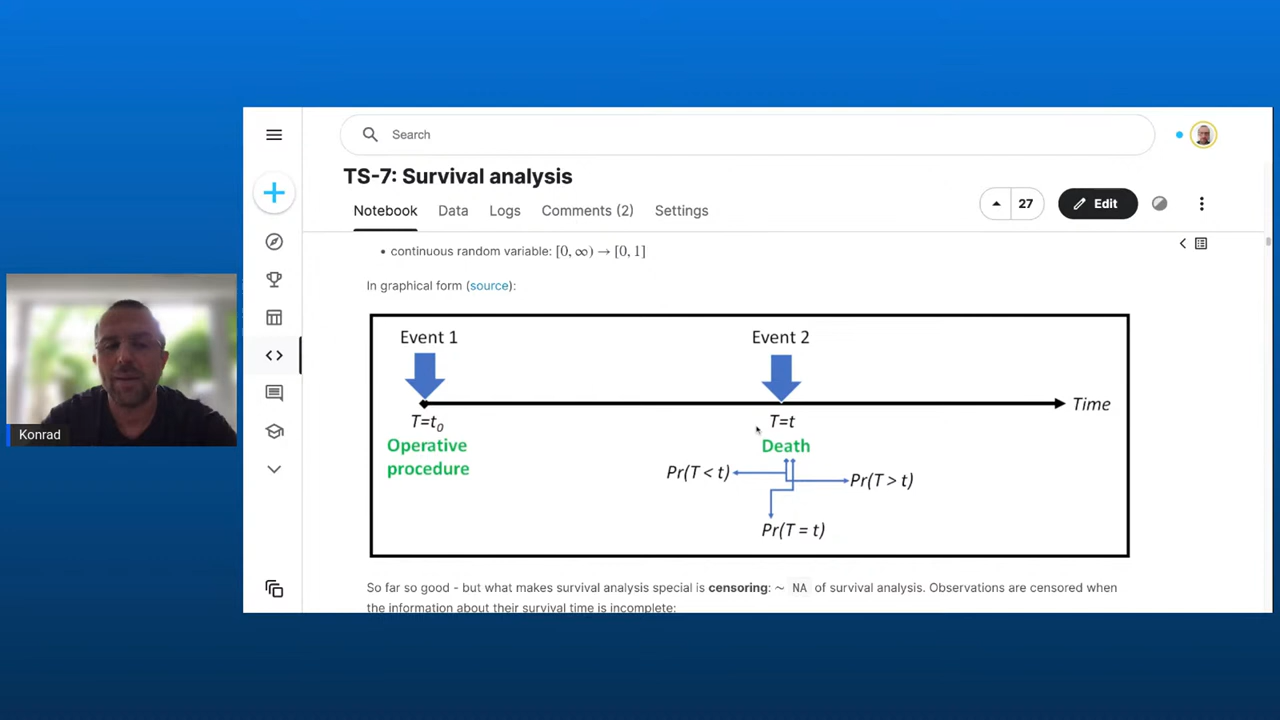 Search
TS-7: Survival analysis
Notebook Data Logs Comments (2) Settings
27 Edit
• continuous random variable: [0, ∞) → [0, 1]
In graphical form (source):
Event 1 Event 2
Time
T=t₀ T=t
Operative procedure
Death
Pr(T < t) Pr(T > t)
Pr(T = t)
So far so good - but what makes survival analysis special is censoring: ∼ NA of survival analysis. Observations are censored when
the information about their survival time is incomplete:
Konrad